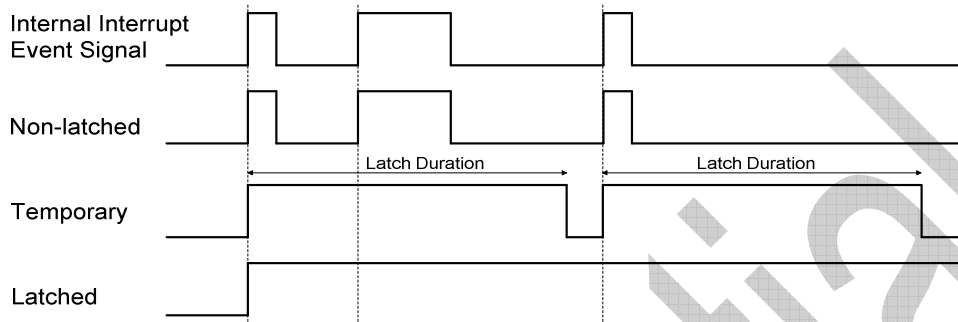 Internal Interrupt
Event Signal
Non-latched
Latch Duration
Latch Duration
Temporary
Latched